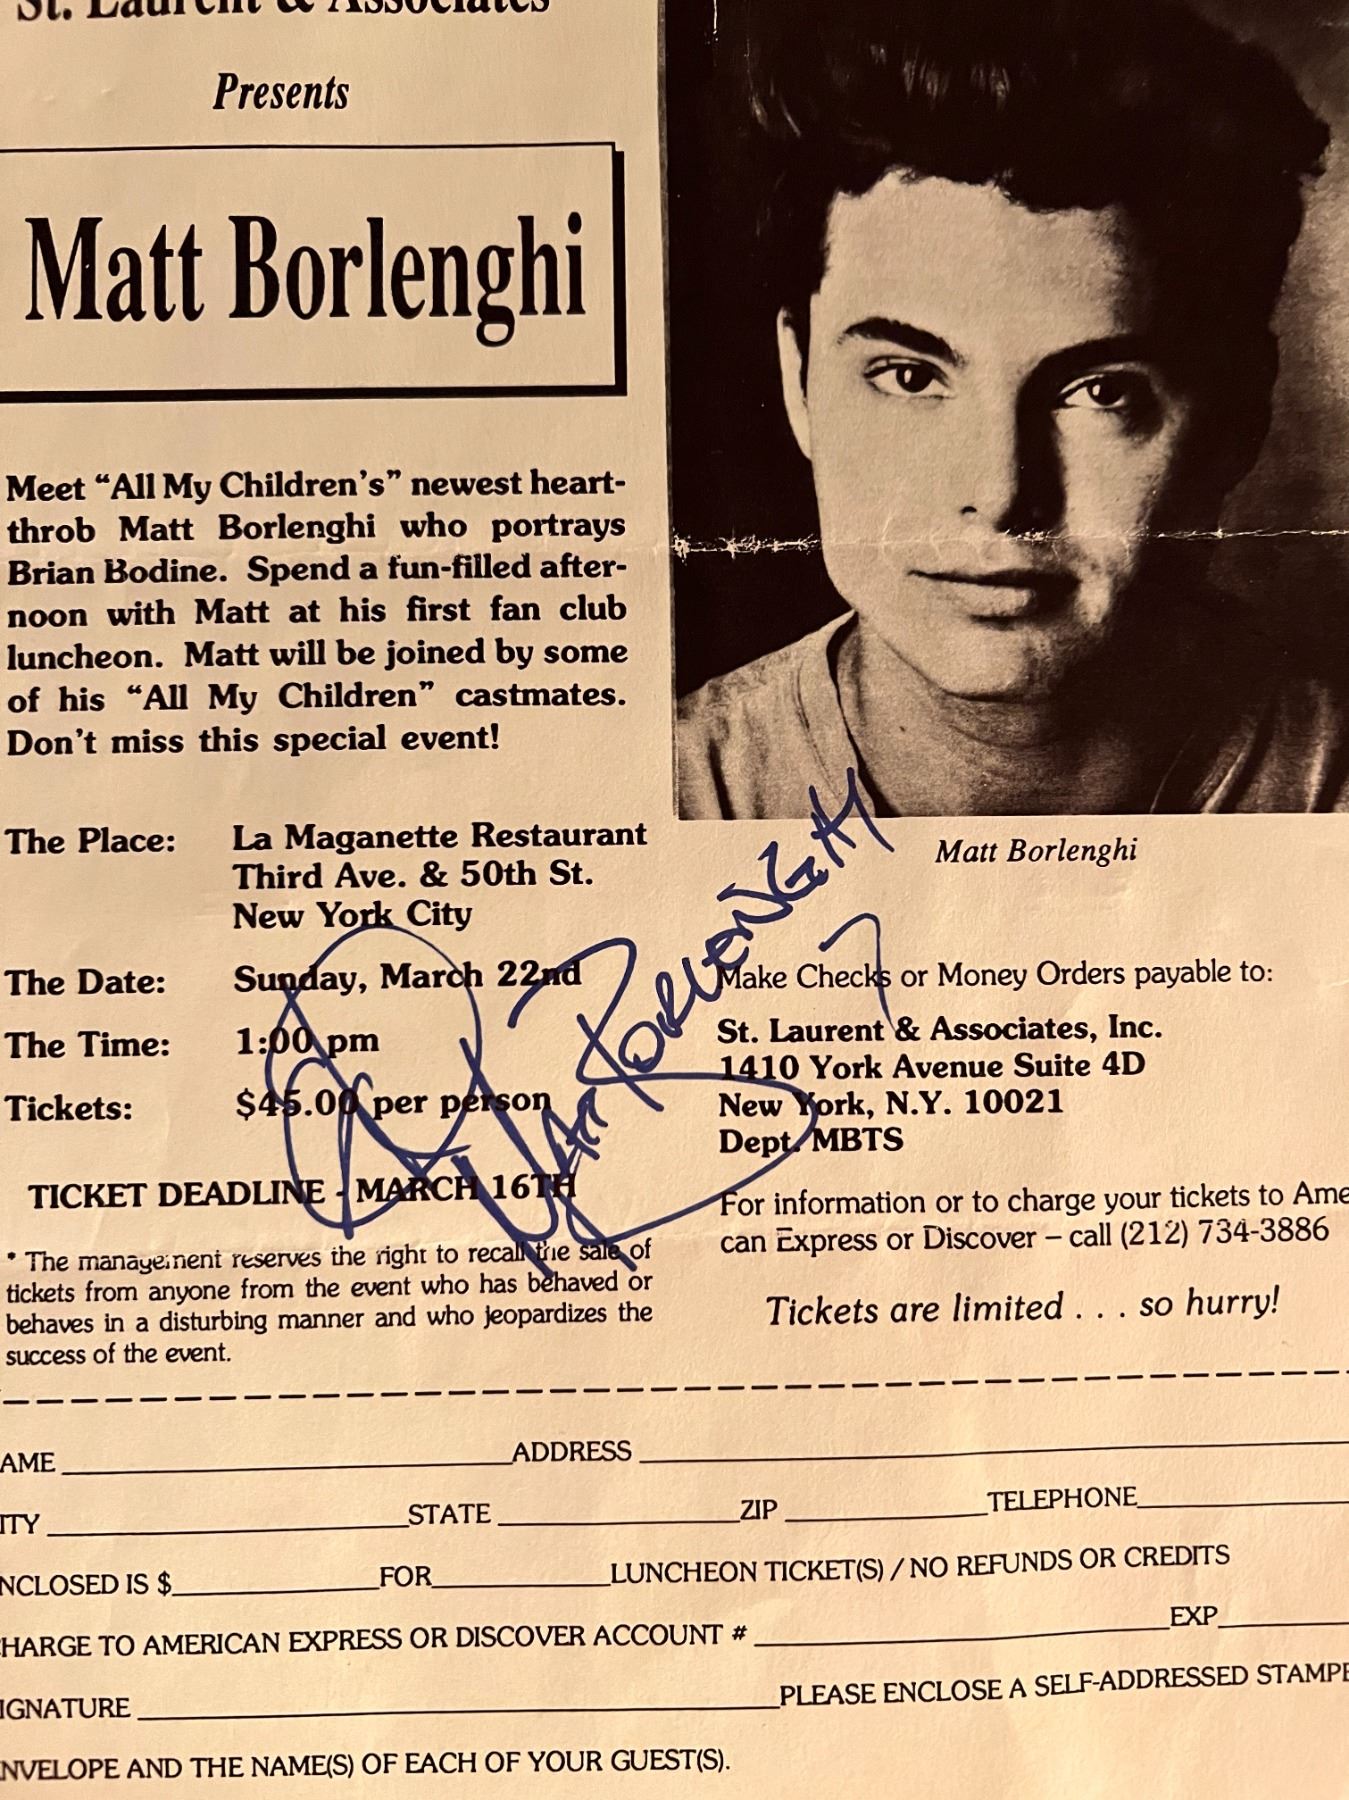 St. Laurent & Associates
Presents
Matt Borlenghi
Meet “All My Children's” newest heart-
throb Matt Borlenghi who portrays
Brian Bodine. Spend a fun-filled after-
noon with Matt at his first fan club
luncheon. Matt will be joined by some
of his “All My Children” castmates.
Don't miss this special event!
Matt Borlenghi
The Place: La Maganette Restaurant
Third Ave. & 50th St.
New York City
The Date: Sunday, March 22nd
The Time: 1:00 pm
Tickets: $45.00 per person
TICKET DEADLINE - MARCH 16TH
* The management reserves the right to recall the sale of
tickets from anyone from the event who has behaved or
behaves in a disturbing manner and who jeopardizes the
success of the event.
MATT BORLENGHI
Make Checks or Money Orders payable to:
St. Laurent & Associates, Inc.
1410 York Avenue Suite 4D
New York, N.Y. 10021
Dept. MBTS
For information or to charge your tickets to Ame
can Express or Discover – call (212) 734-3886
Tickets are limited . . . so hurry!
AME ADDRESS
ITY STATE ZIP TELEPHONE
NCLOSED IS $ FOR LUNCHEON TICKET(S) / NO REFUNDS OR CREDITS
HARGE TO AMERICAN EXPRESS OR DISCOVER ACCOUNT # EXP
IGNATURE PLEASE ENCLOSE A SELF-ADDRESSED STAMPE
NVELOPE AND THE NAME(S) OF EACH OF YOUR GUEST(S).